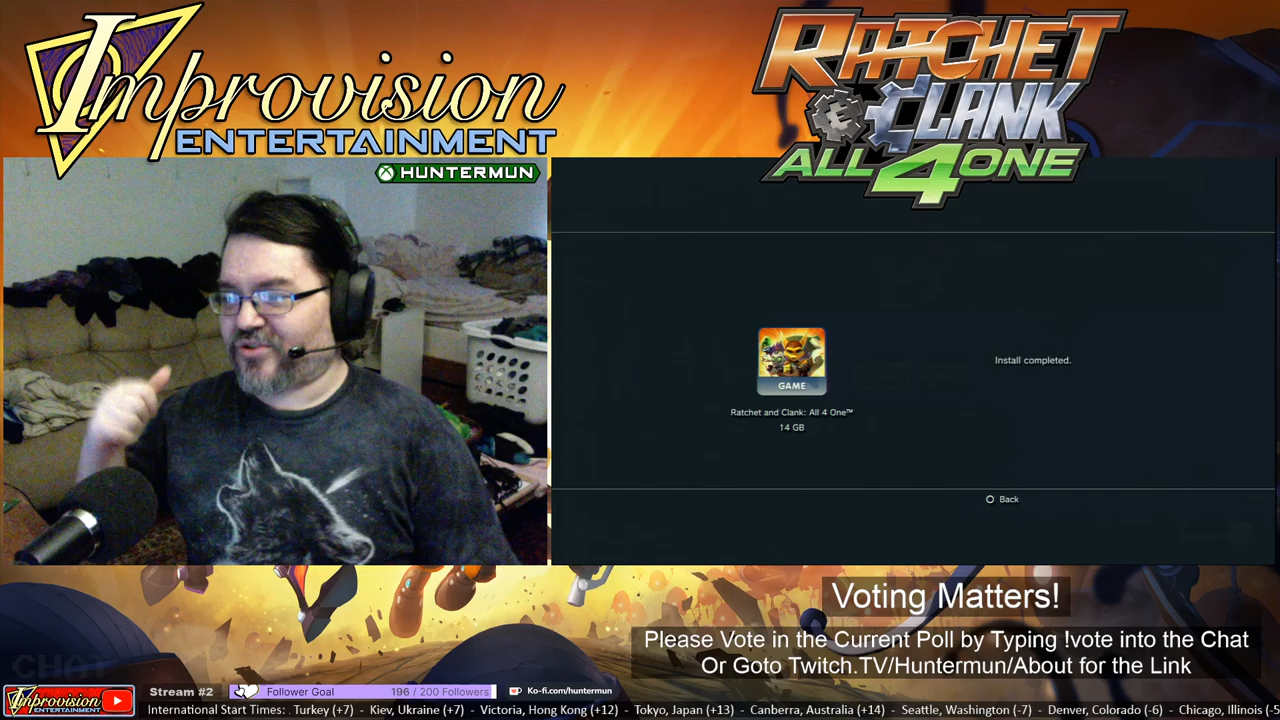 Improvision
ENTERTAINMENT
RATCHET
CLANK
ALL 4 ONE
HUNTERMUN
GAME
Ratchet and Clank: All 4 One™
14 GB
Install completed.
Back
Voting Matters!
Please Vote in the Current Poll by Typing !vote into the Chat
Or Goto Twitch.TV/Huntermun/About for the Link
CHAT
Improvision
ENTERTAINMENT
Stream #2
Follower Goal
196 / 200 Followers
Ko-fi.com/huntermun
International Start Times: . Turkey (+7) - Kiev, Ukraine (+7) - Victoria, Hong Kong (+12) - Tokyo, Japan (+13) - Canberra, Australia (+14) - Seattle, Washington (-7) - Denver, Colorado (-6) - Chicago, Illinois (-5